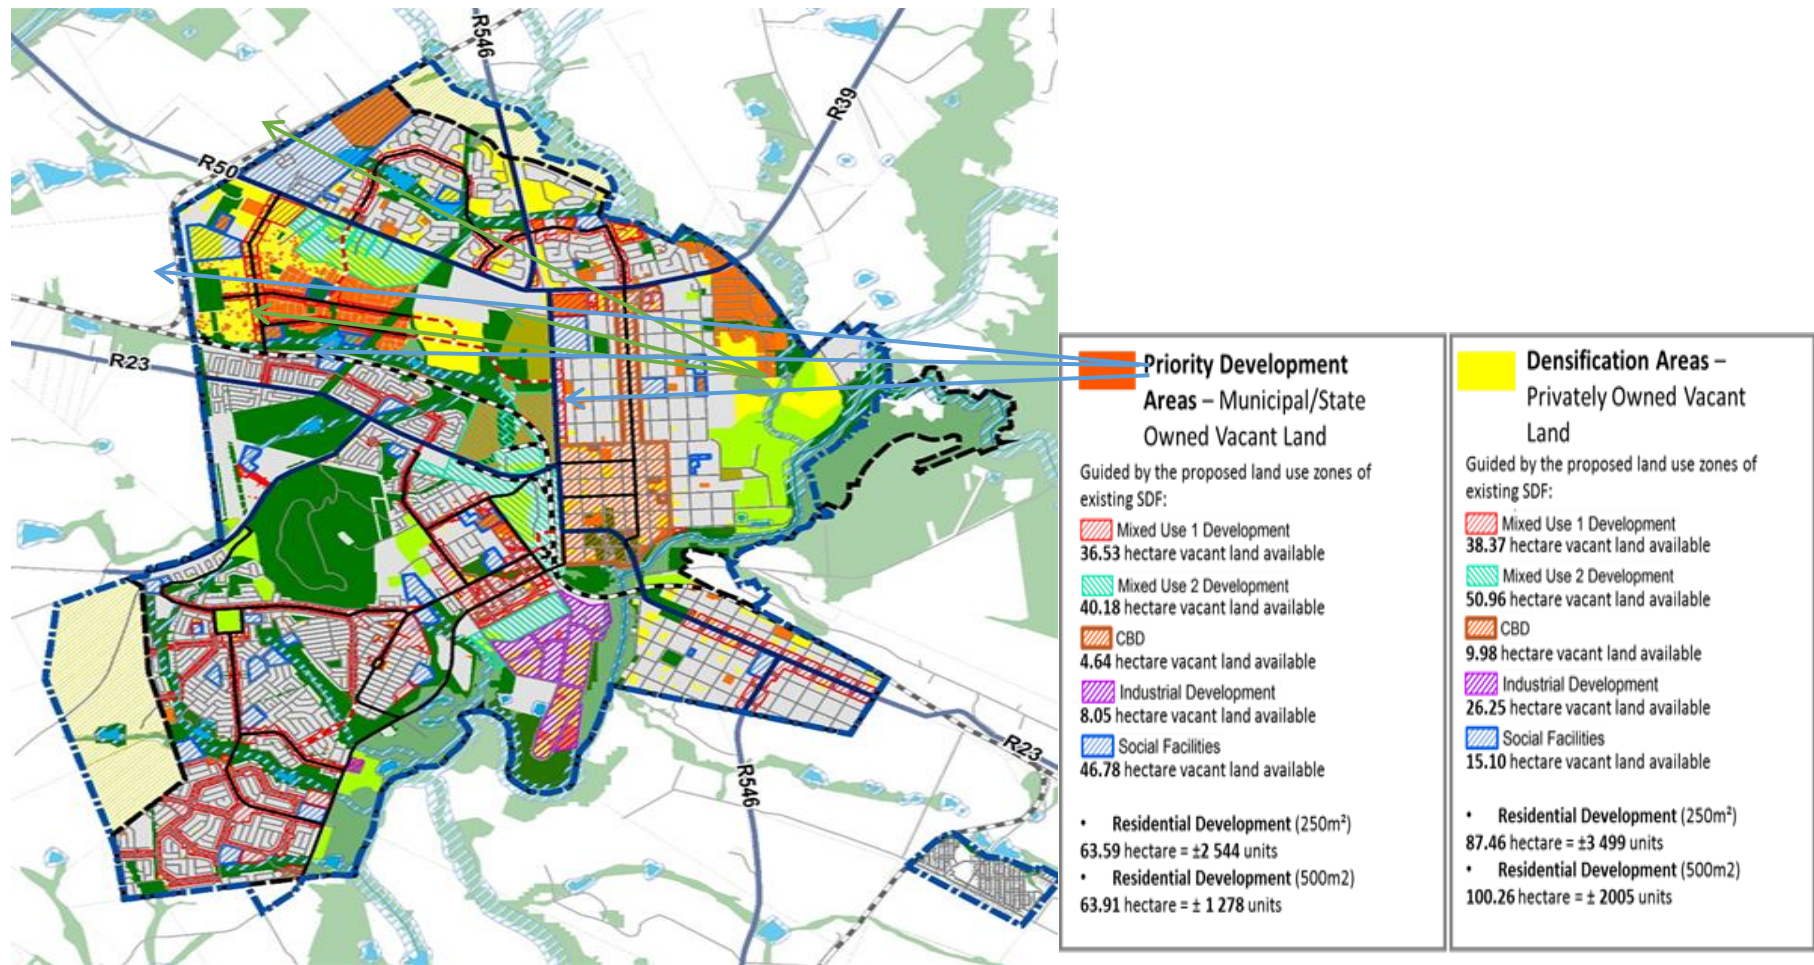 R546
R39
R50
R23
R23
R546
Priority Development
Areas – Municipal/State
Owned Vacant Land
Guided by the proposed land use zones of
existing SDF:
Mixed Use 1 Development
36.53 hectare vacant land available
Mixed Use 2 Development
40.18 hectare vacant land available
CBD
4.64 hectare vacant land available
Industrial Development
8.05 hectare vacant land available
Social Facilities
46.78 hectare vacant land available
• Residential Development (250m²)
63.59 hectare = ±2 544 units
• Residential Development (500m2)
63.91 hectare = ± 1 278 units
Densification Areas –
Privately Owned Vacant
Land
Guided by the proposed land use zones of
existing SDF:
Mixed Use 1 Development
38.37 hectare vacant land available
Mixed Use 2 Development
50.96 hectare vacant land available
CBD
9.98 hectare vacant land available
Industrial Development
26.25 hectare vacant land available
Social Facilities
15.10 hectare vacant land available
• Residential Development (250m²)
87.46 hectare = ±3 499 units
• Residential Development (500m2)
100.26 hectare = ± 2005 units